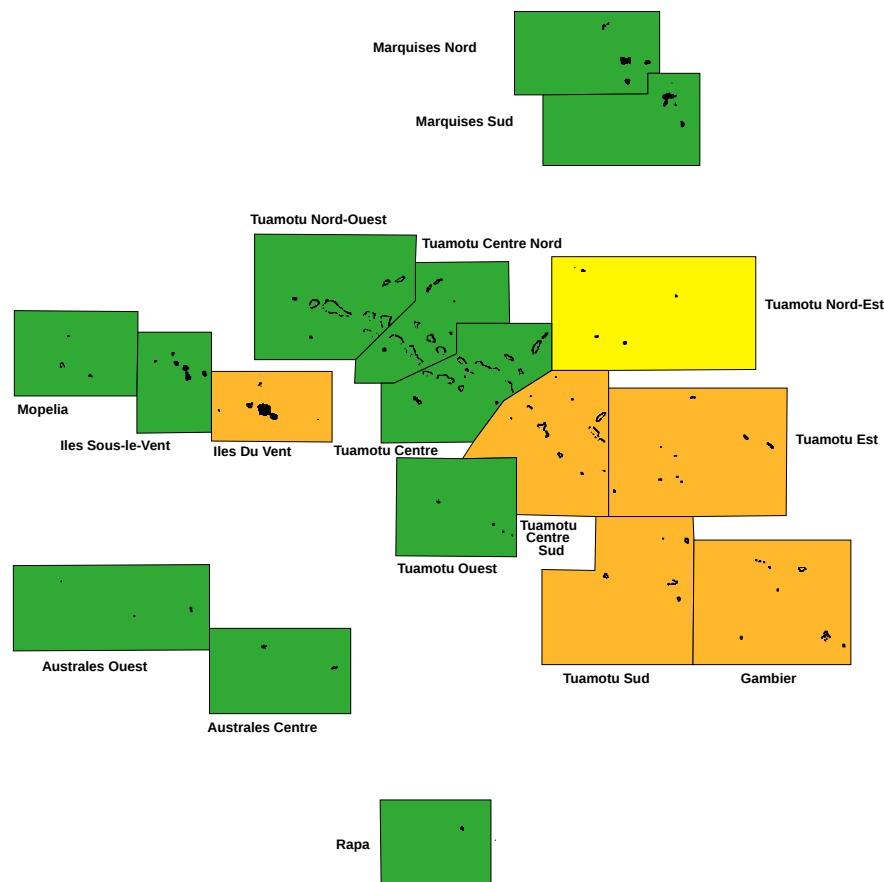 Marquises Nord
Marquises Sud
Tuamotu Nord-Ouest
Tuamotu Centre Nord
Tuamotu Nord-Est
Mopelia
Iles Sous-le-Vent
Iles Du Vent
Tuamotu Centre
Tuamotu Est
Tuamotu
Centre
Sud
Tuamotu Ouest
Australes Ouest
Tuamotu Sud
Gambier
Australes Centre
Rapa